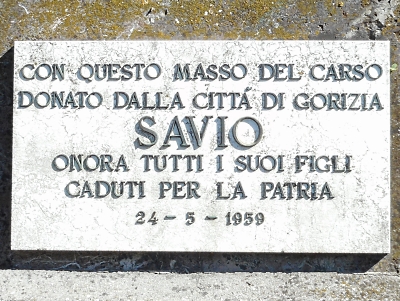 CON QUESTO MASSO DEL CARSO
DONATO DALLA CITTÁ DI GORIZIA
SAVIO
ONORA TUTTI I SUOI FIGLI
CADUTI PER LA PATRIA
24 - 5 - 1959